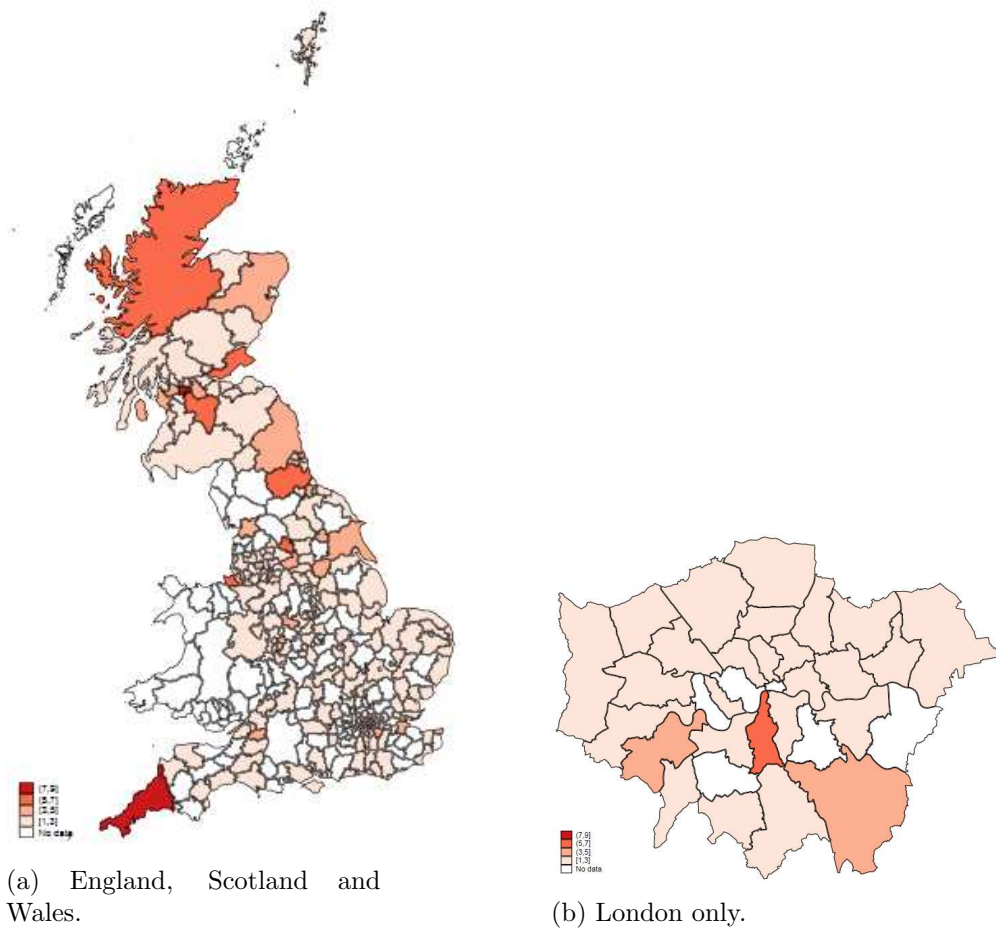 (7,9]
(5,7]
(3,5]
[1,3]
No data
(a) England, Scotland and
Wales.
(7,9]
(5,7]
(3,5]
[1,3]
No data
(b) London only.